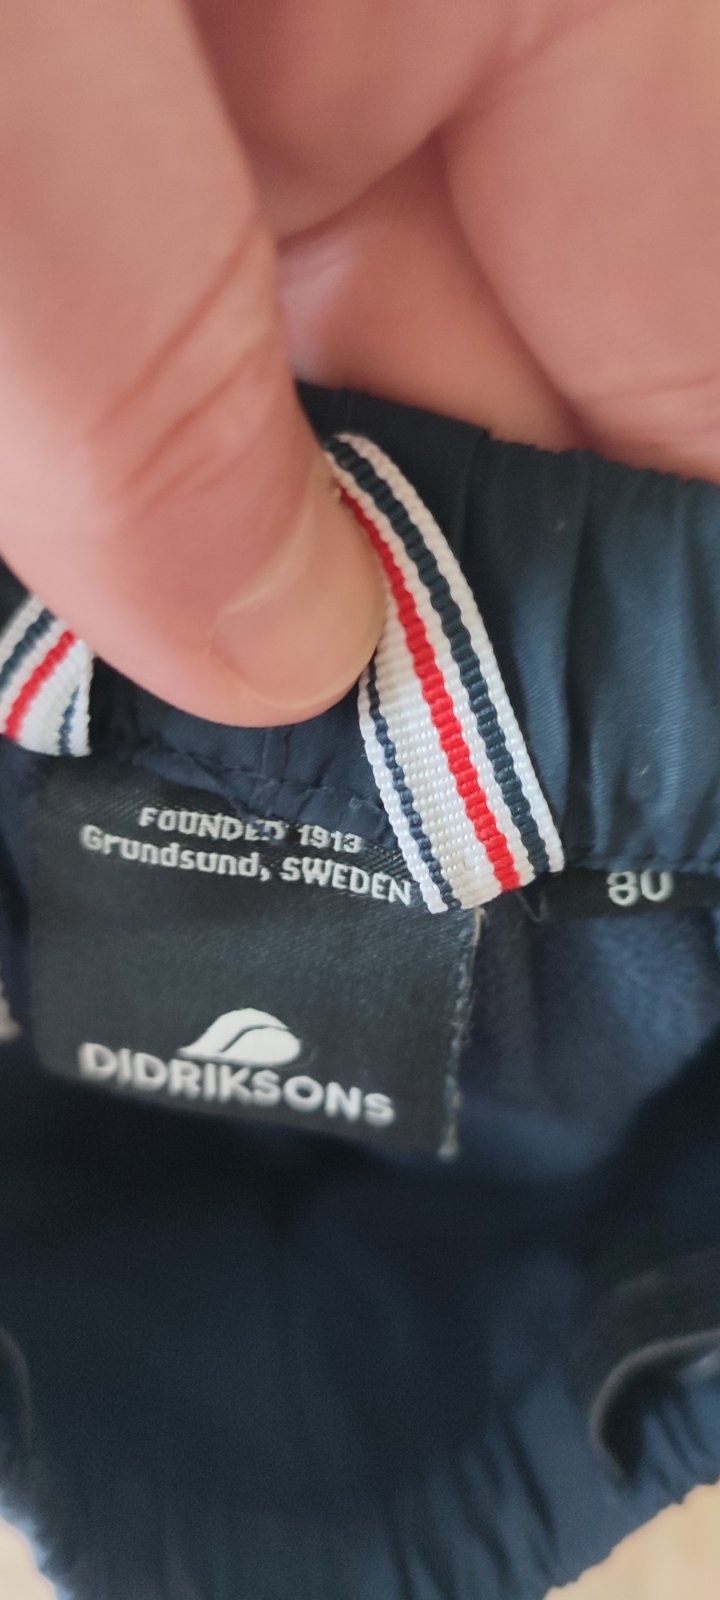 FOUNDED 1913
Grundsund, SWEDEN
80
DIDRIKSONS